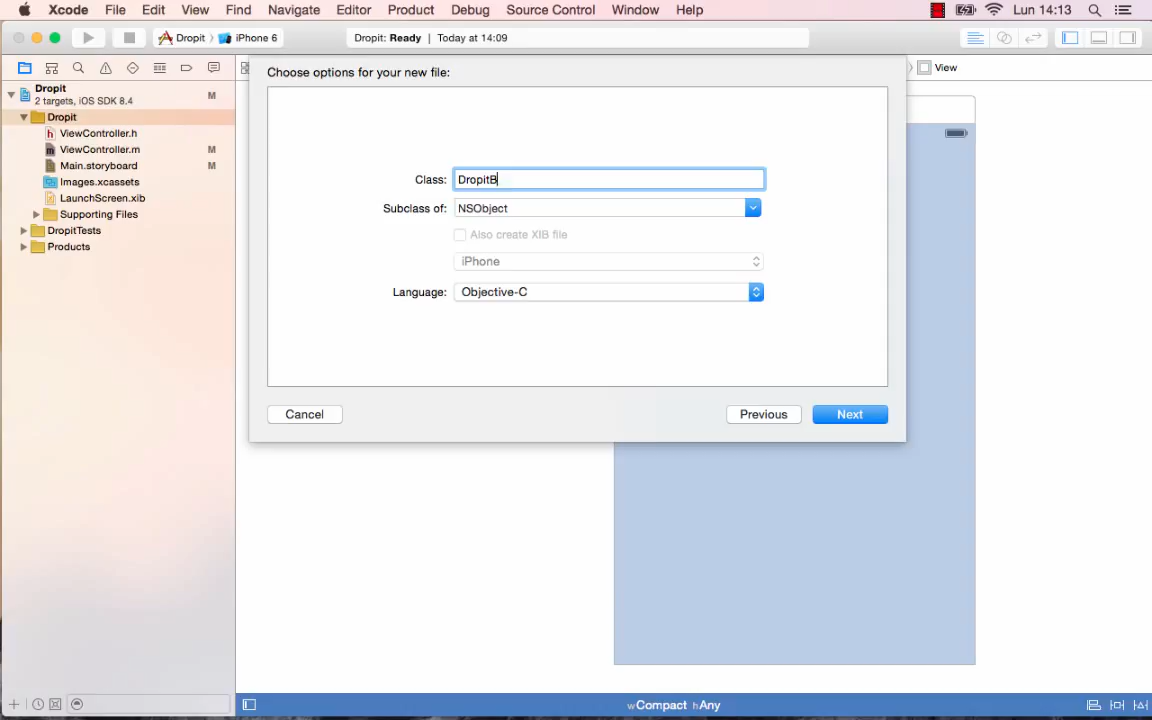 Xcode File Edit View Find Navigate Editor Product Debug Source Control Window Help Lun 14:13
Dropit iPhone 6 Dropit: Ready | Today at 14:09
View
Dropit M
2 targets, iOS SDK 8.4
Dropit
h ViewController.h
m ViewController.m M
Main.storyboard M
Images.xcassets
LaunchScreen.xib
Supporting Files
DropitTests
Products
Choose options for your new file:
Class: DropitB
Subclass of: NSObject
Also create XIB file
iPhone
Language: Objective-C
Cancel Previous Next
wCompact hAny